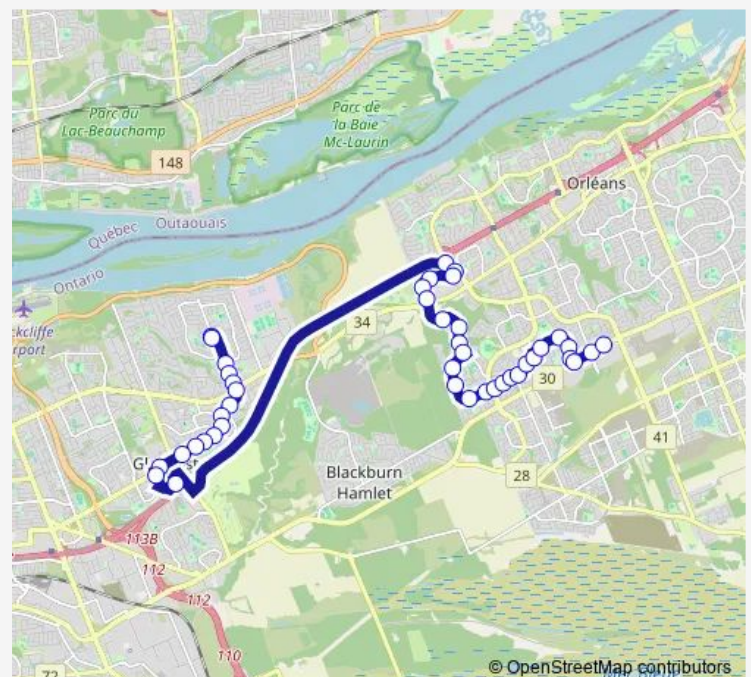 Parc du
Lac-Beauchamp
Parc de
la Baie
Mc-Laurin
148
Orléans
Québec
Outaouais
Ontario
34
30
41
28
Blackburn
Hamlet
113B
112
112
110
© OpenStreetMap contributors